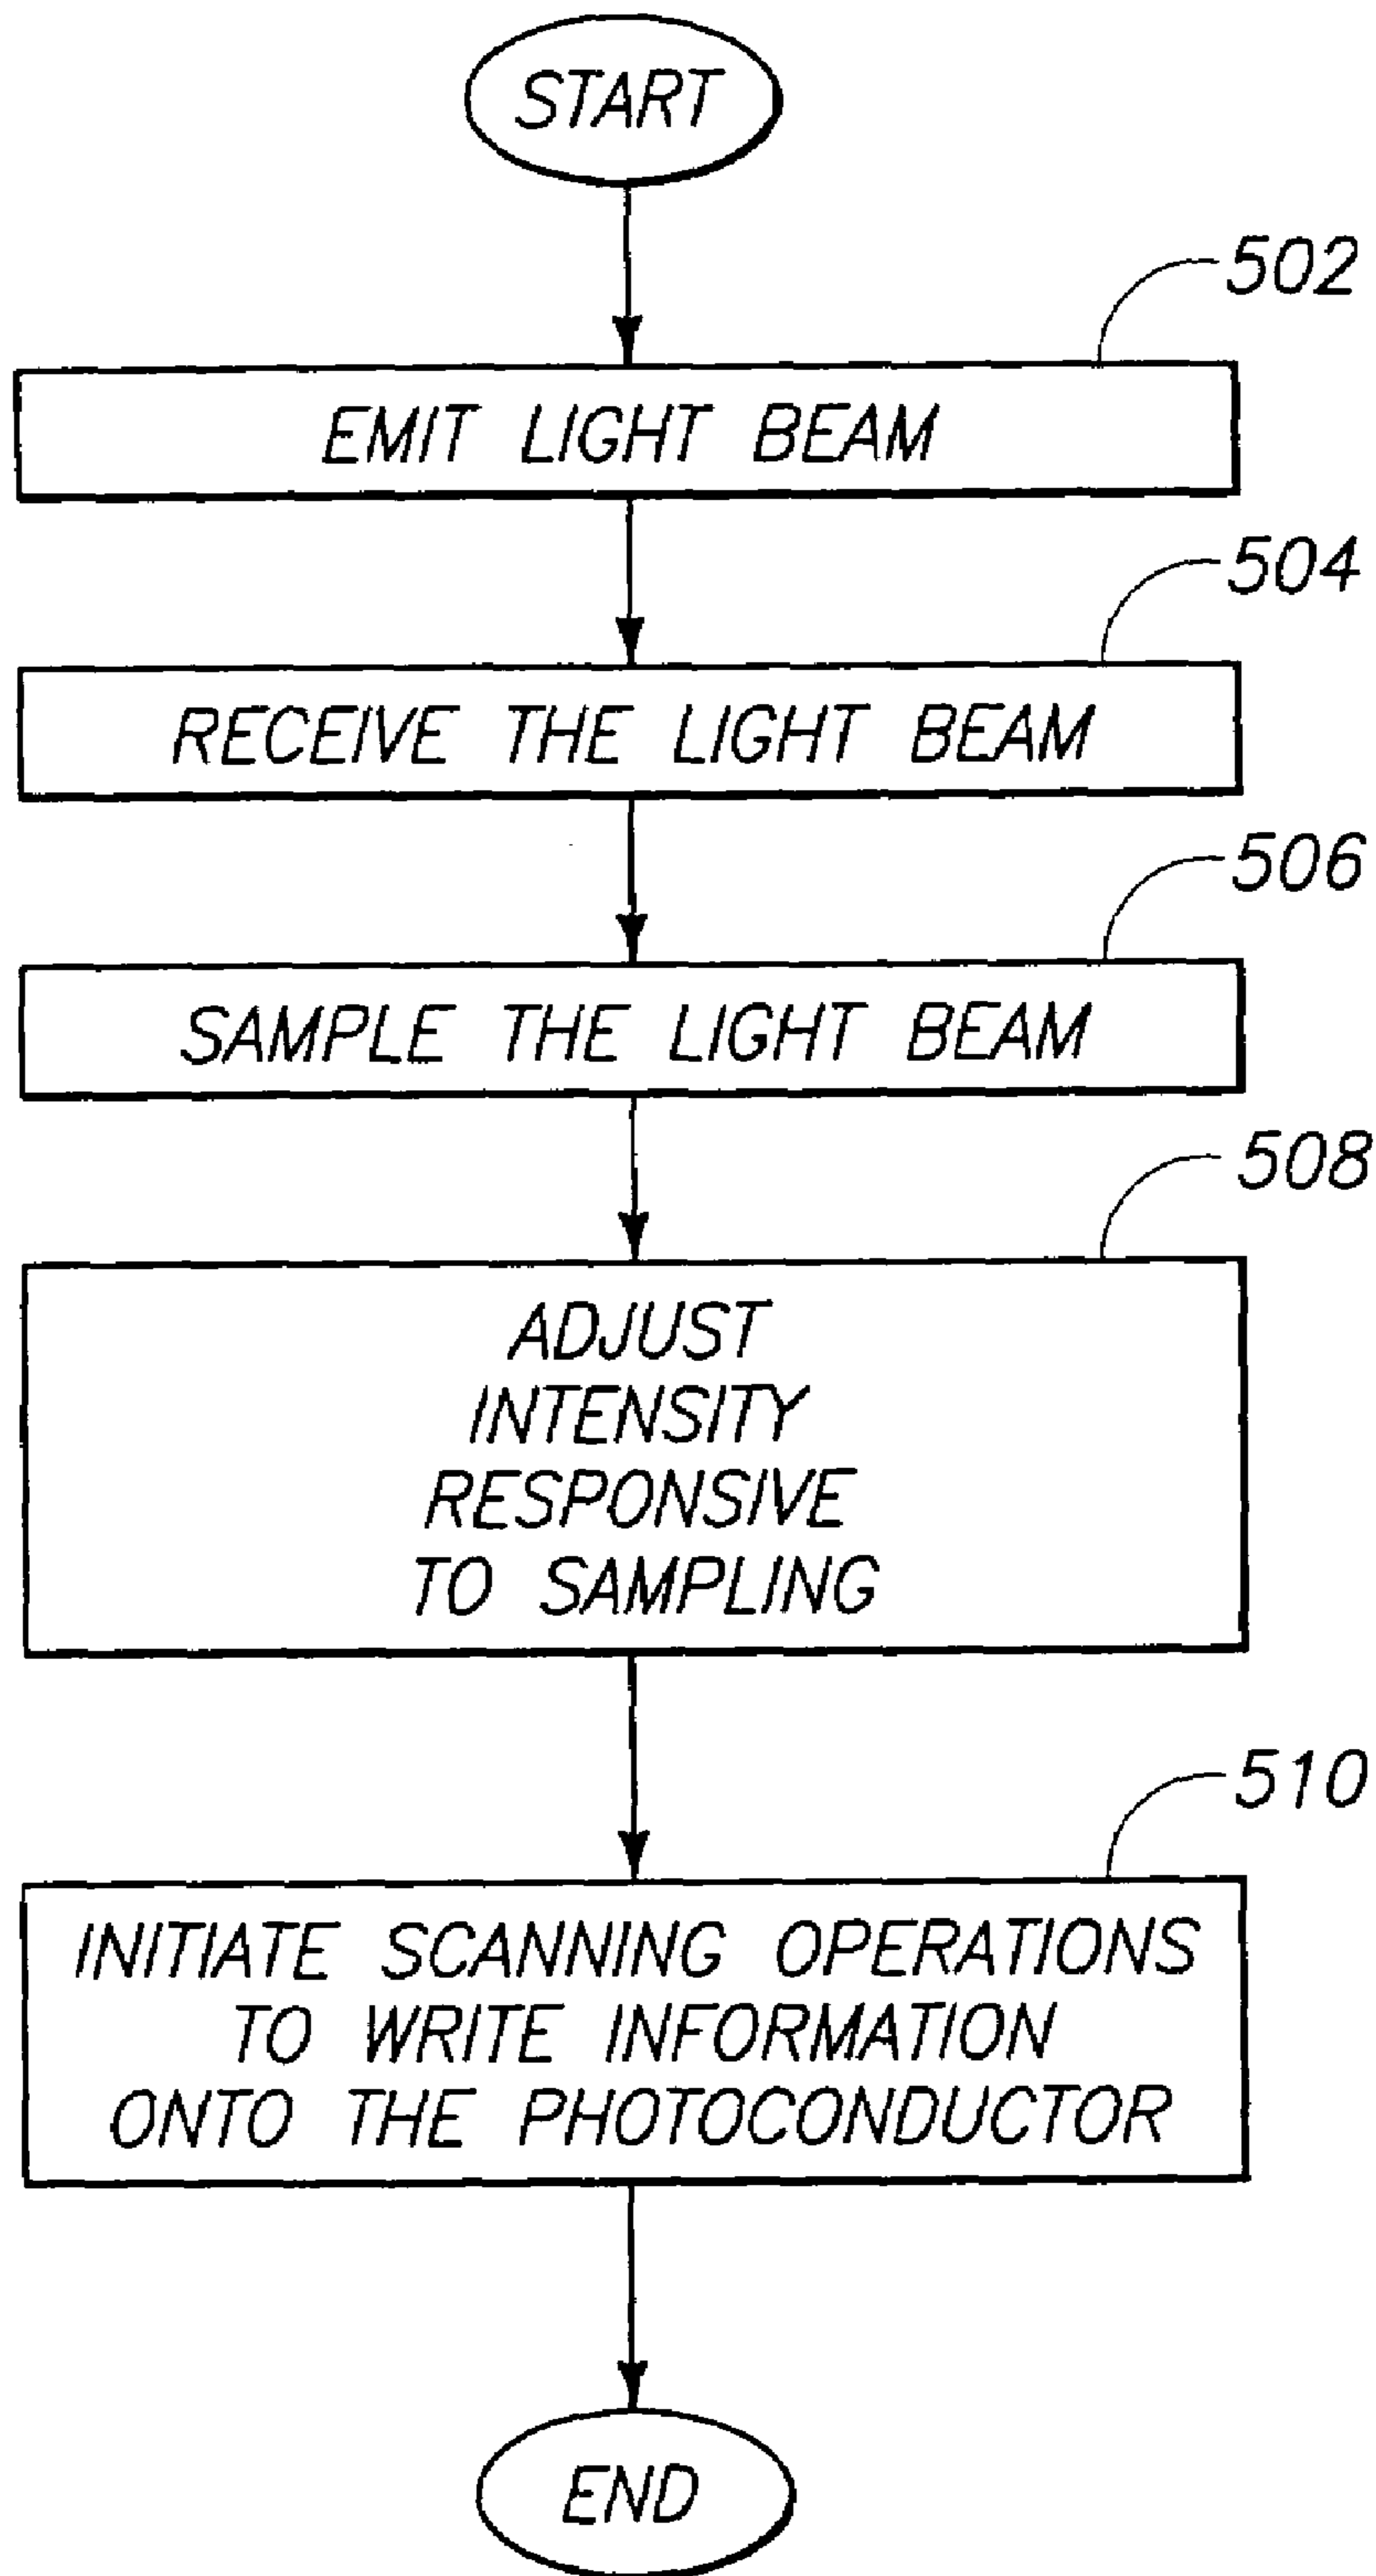 START
502
EMIT LIGHT BEAM
504
RECEIVE THE LIGHT BEAM
506
SAMPLE THE LIGHT BEAM
508
ADJUST
INTENSITY
RESPONSIVE
TO SAMPLING
510
INITIATE SCANNING OPERATIONS
TO WRITE INFORMATION
ONTO THE PHOTOCONDUCTOR
END